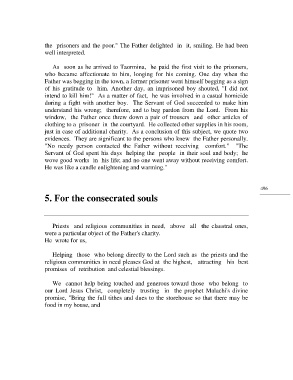 the prisoners and the poor." The Father delighted in it, smiling. He had been
well interpreted.
As soon as he arrived to Taormina, he paid the first visit to the prisoners,
who became affectionate to him, longing for his coming. One day when the
Father was begging in the town, a former prisoner went himself begging as a sign
of his gratitude to him. Another day, an imprisoned boy shouted, "I did not
intend to kill him!" As a matter of fact, he was involved in a casual homicide
during a fight with another boy. The Servant of God succeeded to make him
understand his wrong; therefore, and to beg pardon from the Lord. From his
window, the Father once threw down a pair of trousers and other articles of
clothing to a prisoner in the courtyard. He collected other supplies in his room,
just in case of additional charity. As a conclusion of this subject, we quote two
evidences. They are significant to the persons who knew the Father personally.
"No needy person contacted the Father without receiving comfort." "The
Servant of God spent his days helping the people in their soul and body; he
wove good works in his life; and no one went away without receiving comfort.
He was like a candle enlightening and warming."
496
5. For the consecrated souls
Priests and religious communities in need, above all the claustral ones,
were a particular object of the Father's charity.
He wrote for us,
Helping those who belong directly to the Lord such as the priests and the
religious communities in need pleases God at the highest, attracting his best
promises of retribution and celestial blessings.
We cannot help being touched and generous toward those who belong to
our Lord Jesus Christ, completely trusting in the prophet Malachi's divine
promise, "Bring the full tithes and dues to the storehouse so that there may be
food in my house, and